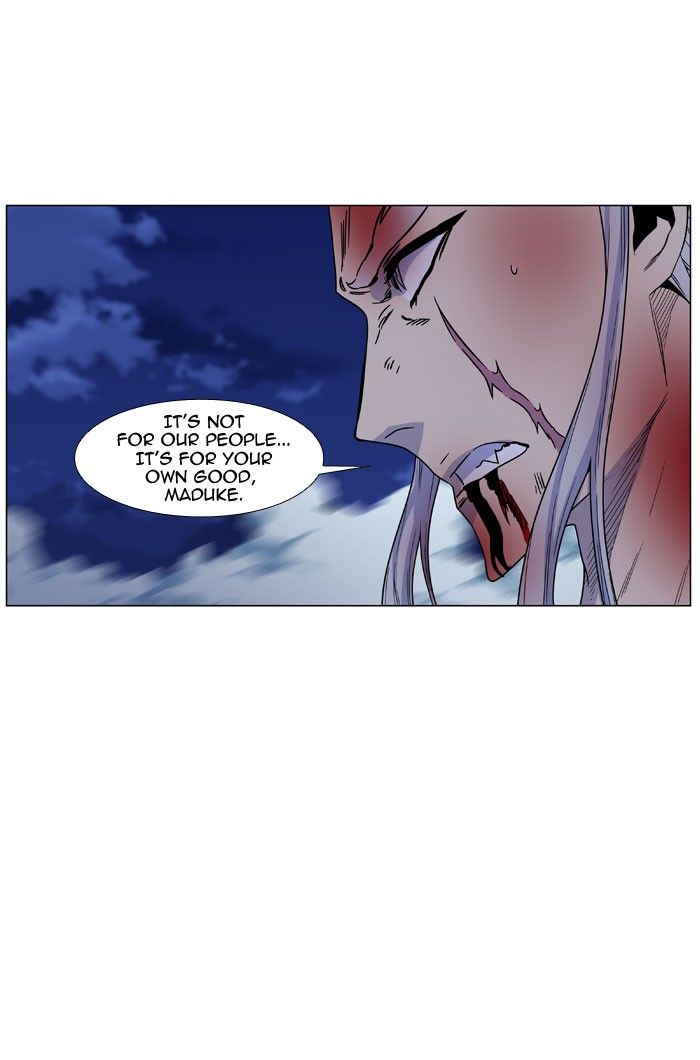 IT'S NOT
FOR OUR PEOPLE...
IT'S FOR YOUR
OWN GOOD,
MADUKE.